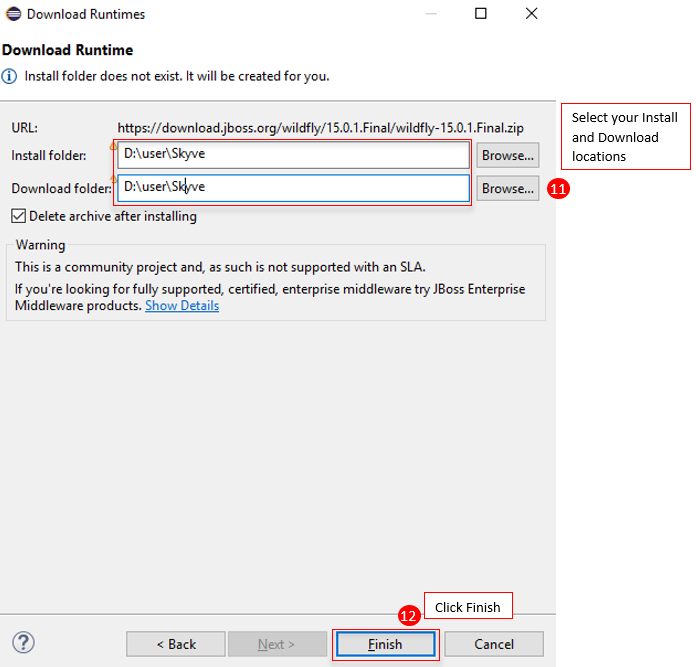 Download Runtimes
Download Runtime
Install folder does not exist. It will be created for you.
URL: https://download.jboss.org/wildfly/15.0.1.Final/wildfly-15.0.1.Final.zip
Install folder: D:\user\Skyve Browse...
Download folder: D:\user\Skyve Browse... 11
Select your Install
and Download
locations
Delete archive after installing
Warning
This is a community project and, as such is not supported with an SLA.
If you're looking for fully supported, certified, enterprise middleware try JBoss Enterprise
Middleware products. Show Details
12 Click Finish
? < Back Next > Finish Cancel